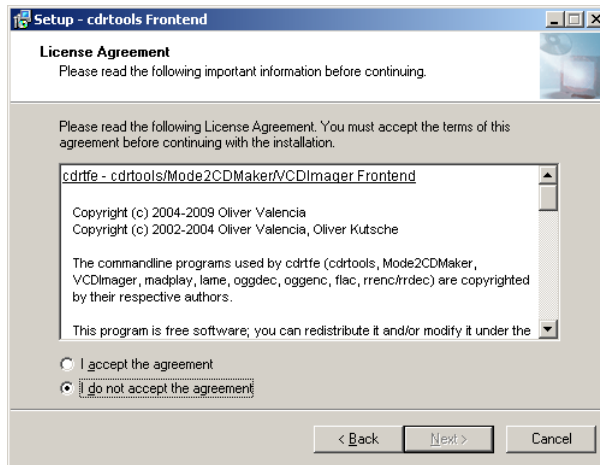 Setup - cdrtools Frontend
License Agreement
Please read the following important information before continuing.
Please read the following License Agreement. You must accept the terms of this
agreement before continuing with the installation.
cdrtfe - cdrtools/Mode2CDMaker/VCDImager Frontend
Copyright (c) 2004-2009 Oliver Valencia
Copyright (c) 2002-2004 Oliver Valencia, Oliver Kutsche
The commandline programs used by cdrtfe (cdrtools, Mode2CDMaker,
VCDImager, madplay, lame, oggdec, oggenc, flac, rrenc/rrdec) are copyrighted
by their respective authors.
This program is free software; you can redistribute it and/or modify it under the
I accept the agreement
I do not accept the agreement
< Back
Next >
Cancel